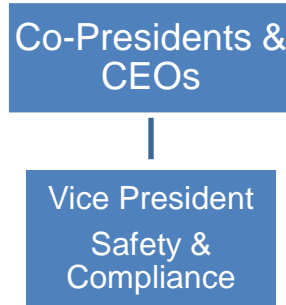 Co-Presidents &
CEOs
Vice President
Safety &
Compliance